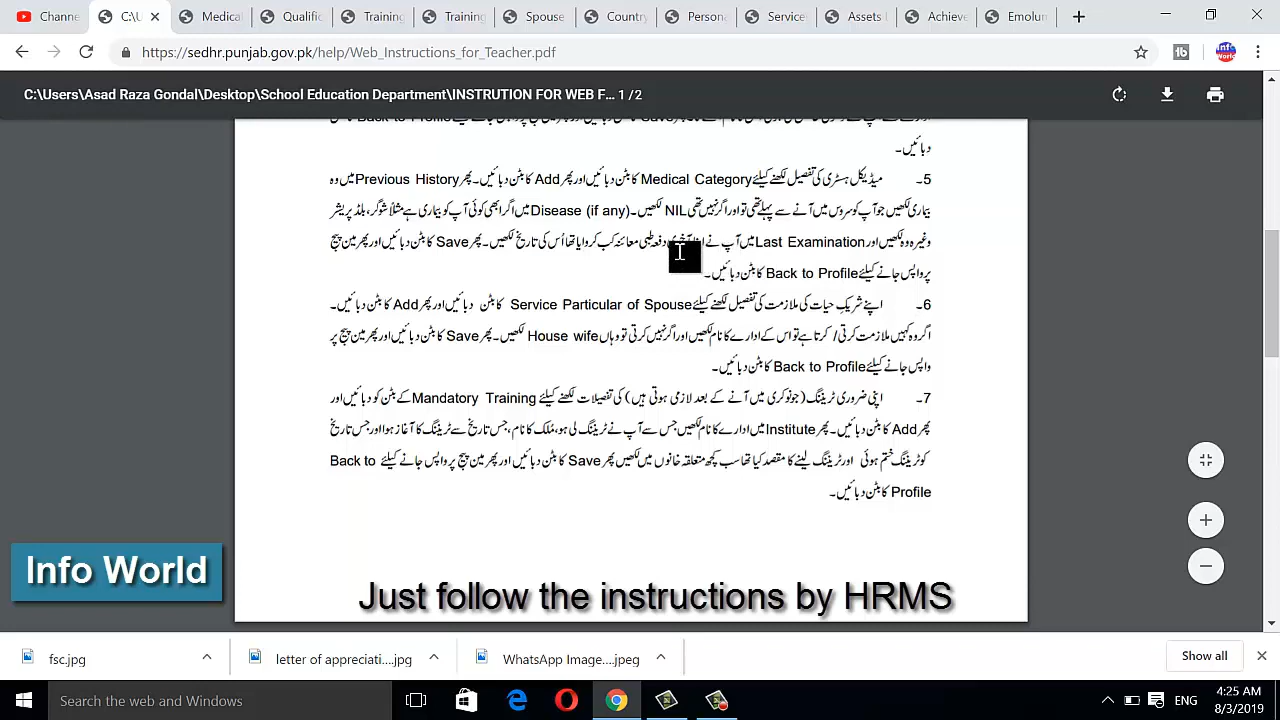 Channe
C:\U
Medical
Qualific
Training
Training
Spouse
Country
Persona
Service
Assets
Achieve
Emolun
https://sedhr.punjab.gov.pk/help/Web_Instructions_for_Teacher.pdf
C:\Users\Asad Raza Gondal\Desktop\School Education Department\INSTRUTION FOR WEB F... 1 / 2
دبائیں۔
5۔ میڈیکل ہسٹری کی تفصیل لکھنے کیلئے Medical Category کا بٹن دبائیں اور پھر Add کا بٹن دبائیں۔ پھر Previous History میں وہ
بیماری لکھیں جو آپ کو سروس میں آنے سے پہلے تھی تو اور اگر نہیں تھی NIL لکھیں۔ Disease (if any) میں اگر ابھی کوئی آپ کو بیماری ہے مثلاً شوگر، بلڈ پریشر
وغیرہ وہ لکھیں اور Last Examination میں آپ نے دفعہ طبی معائنہ کب کروایا تھا اُس کی تاریخ لکھیں۔ پھر Save کا بٹن دبائیں اور پھر مین پیج
پر واپس جانے کیلئے Back to Profile کا بٹن دبائیں۔
6۔ اپنے شریکِ حیات کی ملازمت کی تفصیل لکھنے کیلئے Service Particular of Spouse کا بٹن دبائیں اور پھر Add کا بٹن دبائیں۔
اگر وہ کہیں ملازمت کرتی / کرتا ہے تو اس کے ادارے کا نام لکھیں اور اگر نہیں کرتی تو وہاں House wife لکھیں۔ پھر Save کا بٹن دبائیں اور پھر مین پیج پر
واپس جانے کیلئے Back to Profile کا بٹن دبائیں۔
7۔ اپنی ضروری ٹریننگ (جو نوکری میں آنے کے بعد لازمی ہوتی ہیں) کی تفصیلات لکھنے کیلئے Mandatory Training کے بٹن کو دبائیں اور
پھر Add کا بٹن دبائیں۔ پھر Institute میں ادارے کا نام لکھیں جس سے آپ نے ٹریننگ لی ہو، مُلک کا نام، جس تاریخ سے ٹریننگ کا آغاز ہوا اور جس تاریخ
کو ٹریننگ ختم ہوئی اور ٹریننگ لینے کا مقصد کیا تھا سب کچھ متعلقہ خانوں میں لکھیں پھر Save کا بٹن دبائیں اور پھر مین پیج پر واپس جانے کیلئے Back to
Profile کا بٹن دبائیں۔
Info World
Just follow the instructions by HRMS
fsc.jpg
letter of appreciati....jpg
WhatsApp Image....jpeg
Show all
Search the web and Windows
ENG
4:25 AM
8/3/2019